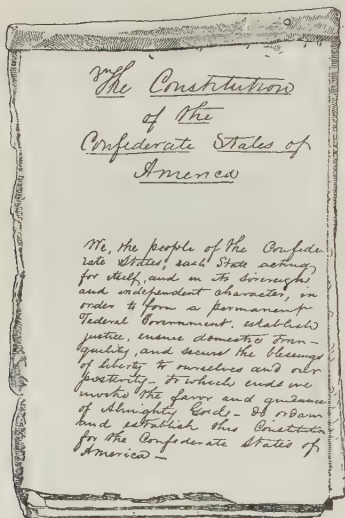 The Constitution
of the
Confederate States of
America
We, the people of the Confede
rate States, each State acting
for itself, and in its sovereign
and independent character, in
order to form a permanent
Federal Government, establish
justice, ensure domestic tran-
quility, and secure the blessings
of liberty to ourselves and our
posterity - to which ends we
invoke the favor and guidance
of Almighty God - do ordain
and establish this Constitution
for the Confederate States of
America -